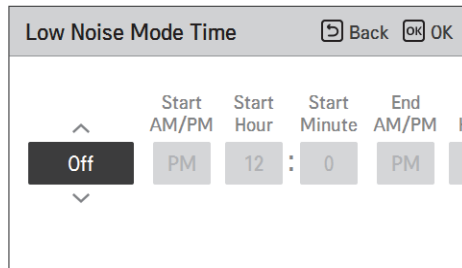 Low Noise Mode Time Back OK OK
Start Start Start End
AM/PM Hour Minute AM/PM
Off PM 12 : 0 PM